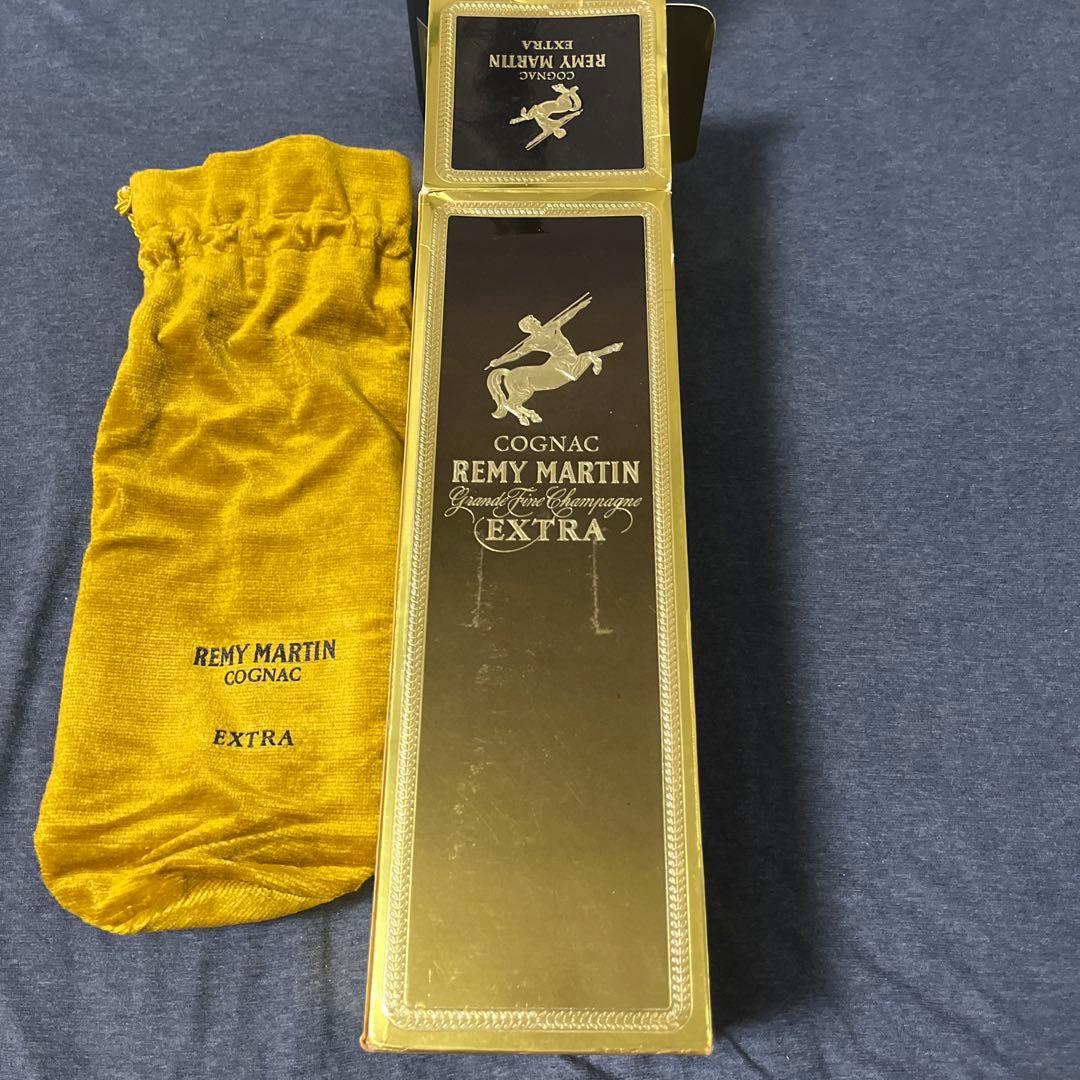 COGNAC
REMY MARTIN
EXTRA
COGNAC
REMY MARTIN
Grande Fine Champagne
EXTRA
REMY MARTIN
COGNAC
EXTRA